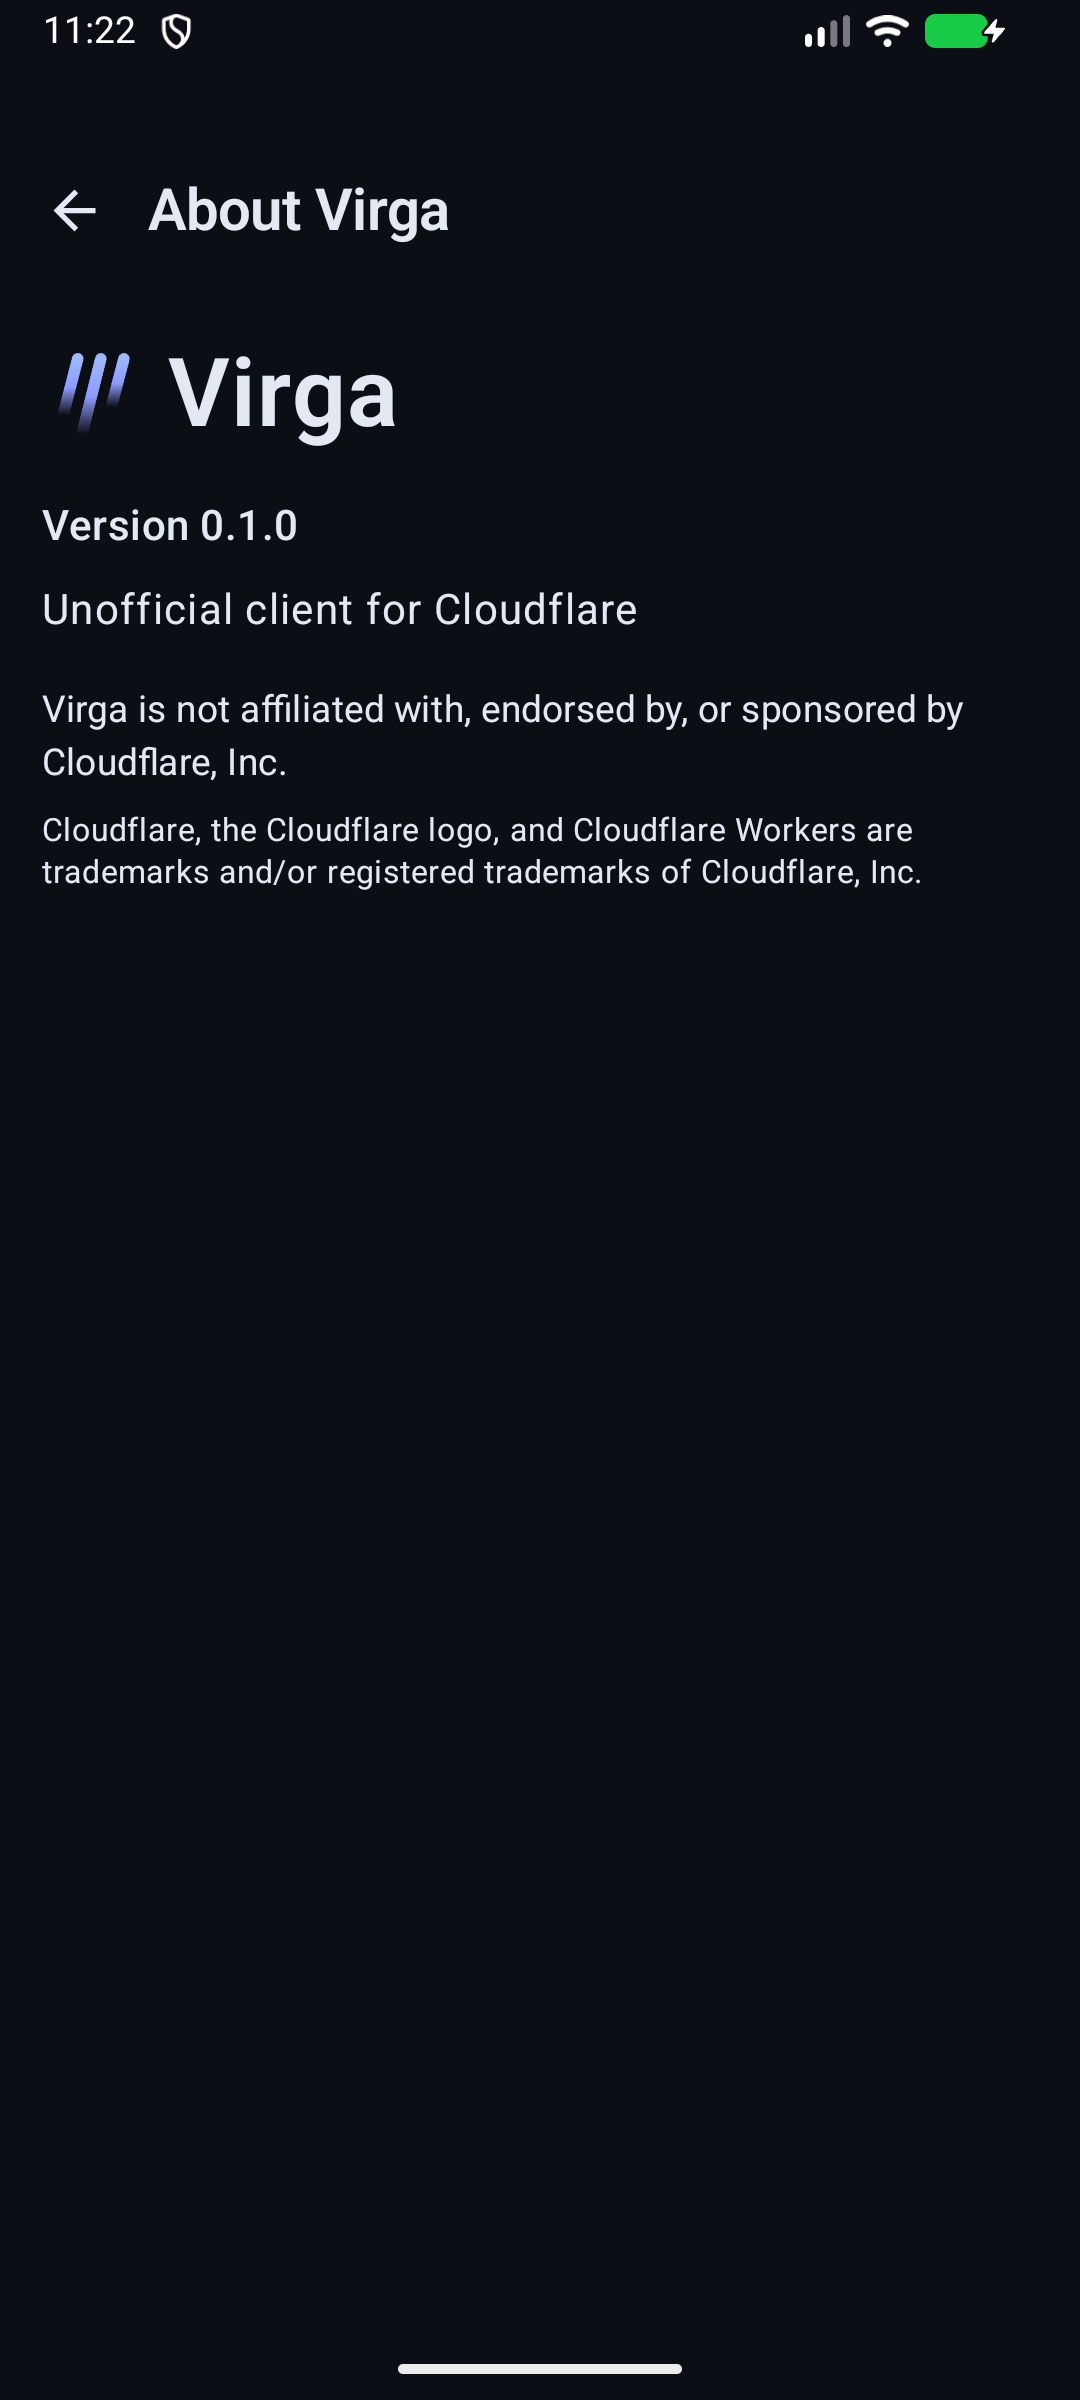 11:22
About Virga
Virga
Version 0.1.0
Unofficial client for Cloudflare
Virga is not affiliated with, endorsed by, or sponsored by
Cloudflare, Inc.
Cloudflare, the Cloudflare logo, and Cloudflare Workers are
trademarks and/or registered trademarks of Cloudflare, Inc.